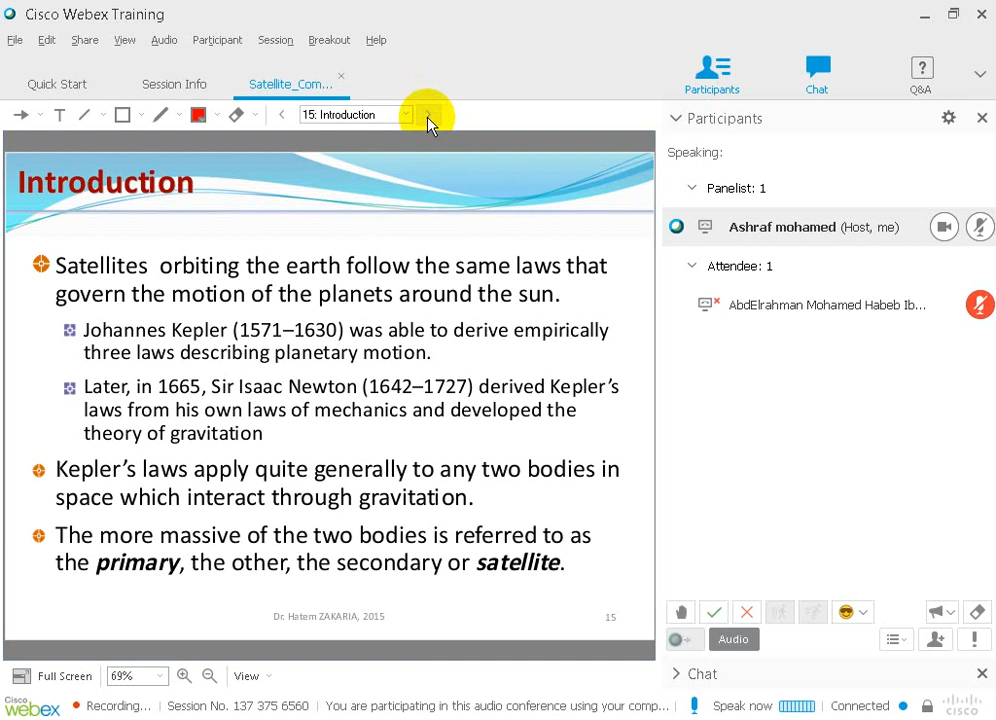 Cisco Webex Training
File Edit Share View Audio Participant Session Breakout Help
Quick Start Session Info Satellite_Com...
Participants Chat Q&A
T 15: Introduction
Participants
Speaking:
Panelist: 1
Ashraf mohamed (Host, me)
Attendee: 1
AbdElrahman Mohamed Habeb Ib...
Introduction
Satellites orbiting the earth follow the same laws that
govern the motion of the planets around the sun.
Johannes Kepler (1571–1630) was able to derive empirically
three laws describing planetary motion.
Later, in 1665, Sir Isaac Newton (1642–1727) derived Kepler's
laws from his own laws of mechanics and developed the
theory of gravitation
Kepler's laws apply quite generally to any two bodies in
space which interact through gravitation.
The more massive of the two bodies is referred to as
the primary, the other, the secondary or satellite.
Dr. Hatem ZAKARIA, 2015 15
Audio
Full Screen 69% View
Chat
Cisco webex Recording... Session No. 137 375 6560 You are participating in this audio conference using your comp... Speak now Connected cisco